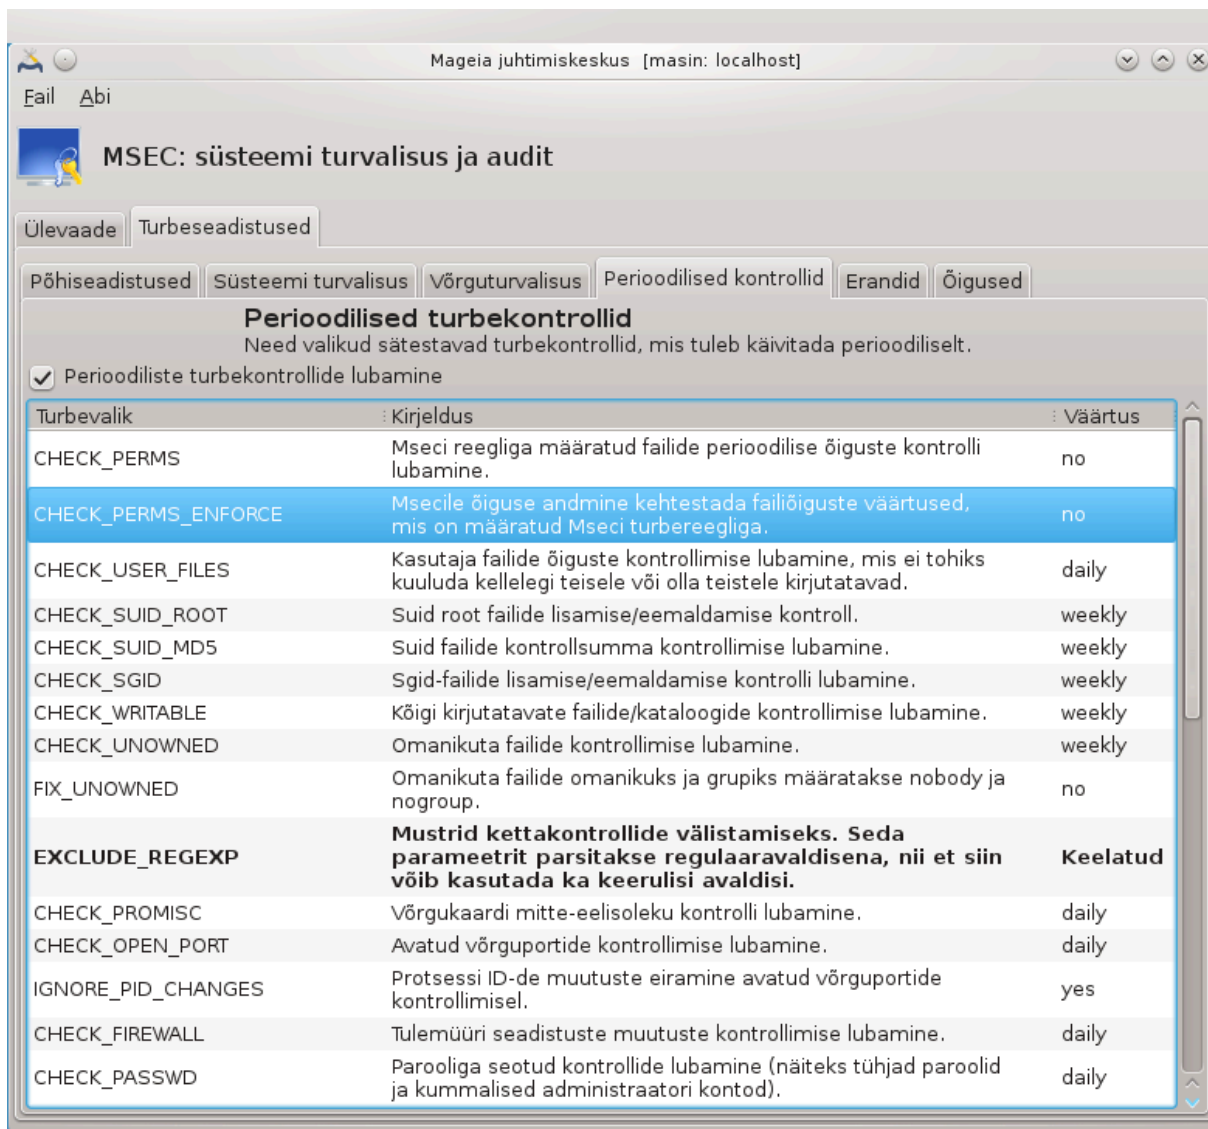 Mageia juhtimiskeskus [masin: localhost]
Fail Abi
MSEC: süsteemi turvalisus ja audit
Ülevaade Turbeseadistused
Põhiseadistused Süsteemi turvalisus Võrguturvalisus Perioodilised kontrollid Erandid Õigused
Perioodilised turbekontrollid
Need valikud sätestavad turbekontrollid, mis tuleb käivitada perioodiliselt.
Perioodiliste turbekontrollide lubamine
Turbevalik Kirjeldus Väärtus
CHECK_PERMS Mseci reegliga määratud failide perioodilise õiguste kontrolli
lubamine. no
CHECK_PERMS_ENFORCE Msecile õiguse andmine kehtestada failiõiguste väärtused,
mis on määratud Mseci turbereegliga. no
CHECK_USER_FILES Kasutaja failide õiguste kontrollimise lubamine, mis ei tohiks
kuuluda kellelegi teisele või olla teistele kirjutatavad. daily
CHECK_SUID_ROOT Suid root failide lisamise/eemaldamise kontroll. weekly
CHECK_SUID_MD5 Suid failide kontrollsumma kontrollimise lubamine. weekly
CHECK_SGID Sgid-failide lisamise/eemaldamise kontrolli lubamine. weekly
CHECK_WRITABLE Kõigi kirjutatavate failide/kataloogide kontrollimise lubamine. weekly
CHECK_UNOWNED Omanikuta failide kontrollimise lubamine. weekly
FIX_UNOWNED Omanikuta failide omanikuks ja grupiks määratakse nobody ja
nogroup. no
EXCLUDE_REGEXP Mustrid kettakontrollide välistamiseks. Seda
parameetrit parsitakse regulaaravaldisena, nii et siin
võib kasutada ka keerulisi avaldisi. Keelatud
CHECK_PROMISC Võrgukaardi mitte-eelisoleku kontrolli lubamine. daily
CHECK_OPEN_PORT Avatud võrguportide kontrollimise lubamine. daily
IGNORE_PID_CHANGES Protsessi ID-de muutuste eiramine avatud võrguportide
kontrollimisel. yes
CHECK_FIREWALL Tulemüüri seadistuste muutuste kontrollimise lubamine. daily
CHECK_PASSWD Parooliga seotud kontrollide lubamine (näiteks tühjad paroolid
ja kummalised administraatori kontod). daily